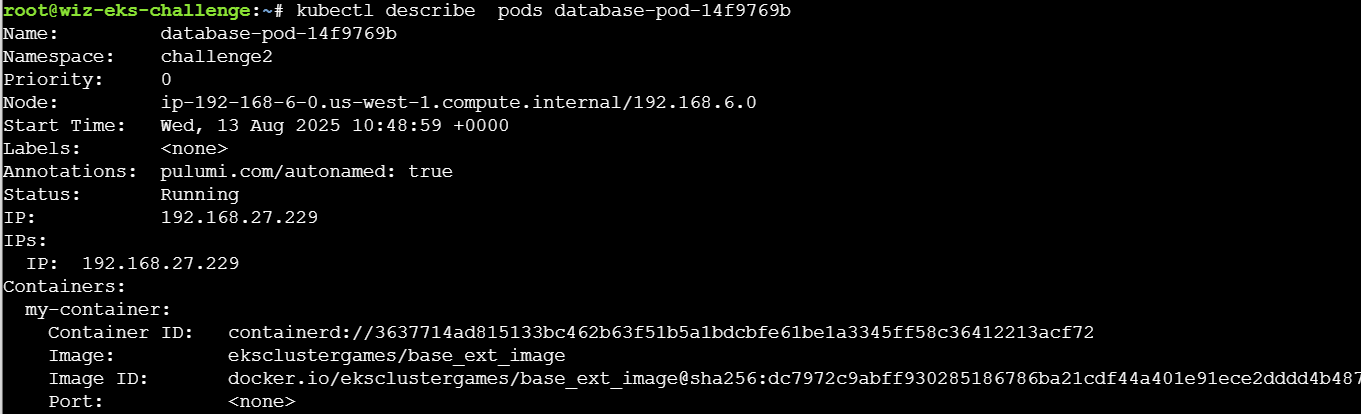 root@wiz-eks-challenge:~# kubectl describe  pods database-pod-14f9769b
Name:         database-pod-14f9769b
Namespace:    challenge2
Priority:     0
Node:         ip-192-168-6-0.us-west-1.compute.internal/192.168.6.0
Start Time:   Wed, 13 Aug 2025 10:48:59 +0000
Labels:       <none>
Annotations:  pulumi.com/autonamed: true
Status:       Running
IP:           192.168.27.229
IPs:
  IP:  192.168.27.229
Containers:
  my-container:
    Container ID:   containerd://3637714ad815133bc462b63f51b5a1bdcbfe61be1a3345ff58c36412213acf72
    Image:          eksclustergames/base_ext_image
    Image ID:       docker.io/eksclustergames/base_ext_image@sha256:dc7972c9abff930285186786ba21cdf44a401e91ece2dddd4b487
    Port:           <none>